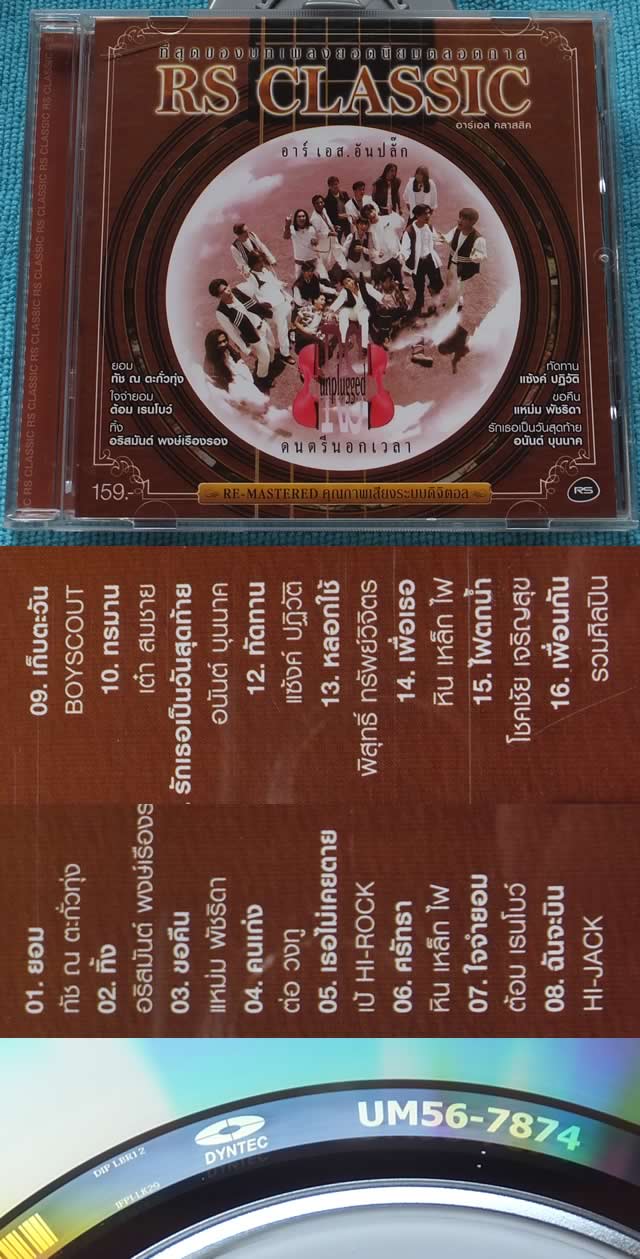 ที่สุดของบทเพลงยอดนิยมตลอดกาล
RS CLASSIC
อาร์เอส คลาสสิค
อาร์ เอส. อันปลั๊ก
unplugged
ดนตรีนอกเวลา
ยอม
ทัช ณ ตะกั่วทุ่ง
ใจจ่ายอม
ต้อม เรนโบว์
ทิ้ง
อริสมันต์ พงษ์เรืองรอง
ทัดทาน
แซ้งค์ ปฏิวัติ
ขอคืน
แหม่ม พัชริดา
รักเธอเป็นวันสุดท้าย
อนันต์ บุนนาค
159.-
RE-MASTERED คุณภาพเสียงระบบดิจิตอล
RS
RS CLASSIC RS CLASSIC RS CLASSIC RS CLASSIC RS CLASSIC RS CLASSIC
09. เก็บตะวัน
BOYSCOUT
10. ทรมาน
เต๋า สมชาย
รักเธอเป็นวันสุดท้าย
อนันต์ บุนนาค
12. ทัดทาน
แซ้งค์ ปฏิวัติ
13. หลอกใช้
พิสุทธิ์ ทรัพย์วิจิตร
14. เพื่อเธอ
หิน เหล็ก ไฟ
15. ไฟตกน้ำ
โชคชัย เจริญสุข
16. เพื่อนกัน
รวมศิลปิน
01. ยอม
ทัช ณ ตะกั่วทุ่ง
02. ทิ้ง
อริสมันต์ พงษ์เรืองร
03. ขอคืน
แหม่ม พัชริดา
04. คนเก่ง
ต่อ วงทู
05. เธอไม่เคยตาย
เป้ HI-ROCK
06. ศรัทธา
หิน เหล็ก ไฟ
07. ใจจ่ายอม
ต้อม เรนโบว์
08. ฉันจะบิน
HI-JACK
DIP LBR1 2
DYNTEC
UM56-7874
IFPI LK29